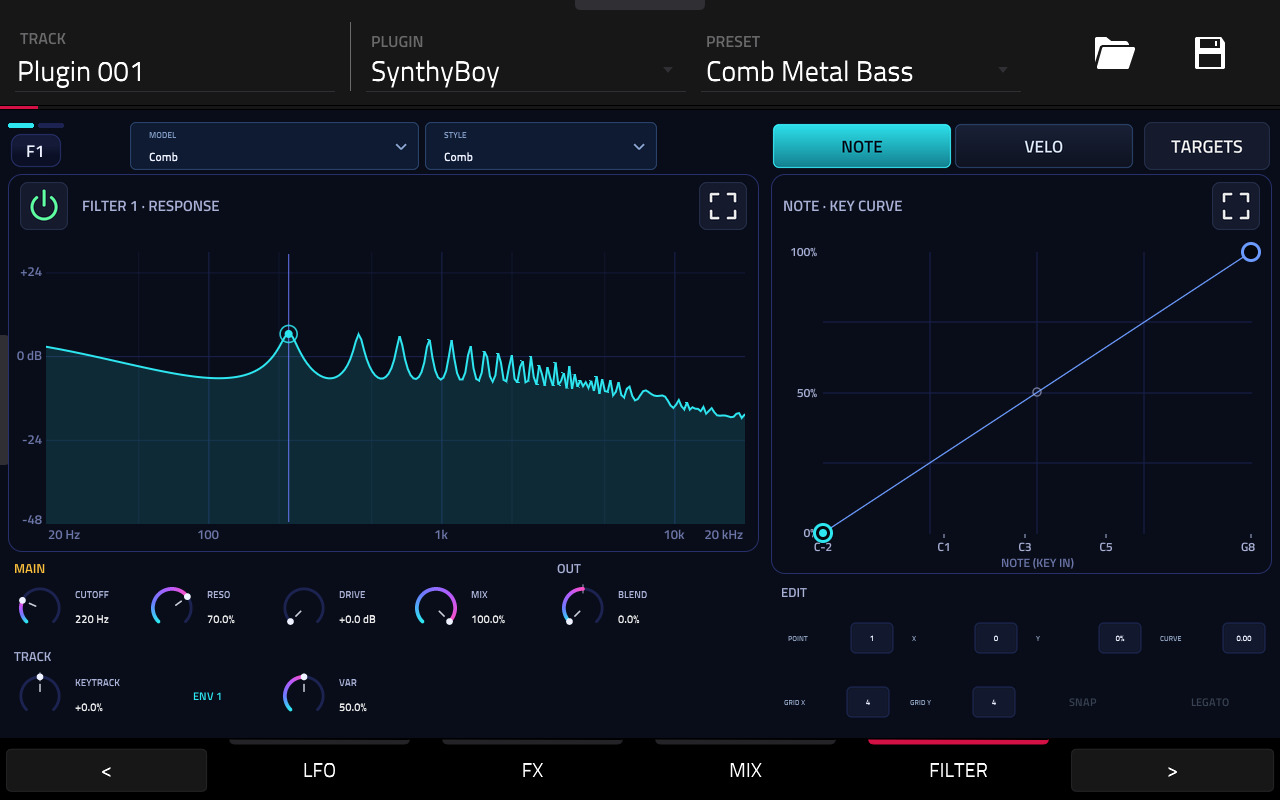 TRACK
Plugin 001
PLUGIN
SynthyBoy
PRESET
Comb Metal Bass
F1
MODEL
Comb
STYLE
Comb
NOTE
VELO
TARGETS
FILTER 1 · RESPONSE
+24
0 dB
-24
-48
20 Hz
100
1k
10k
20 kHz
NOTE · KEY CURVE
100%
50%
0%
C-2
C1
C3
C5
G8
NOTE (KEY IN)
MAIN
OUT
CUTOFF
220 Hz
RESO
70.0%
DRIVE
+0.0 dB
MIX
100.0%
BLEND
0.0%
TRACK
KEYTRACK
+0.0%
ENV 1
VAR
50.0%
EDIT
POINT
1
X
0
Y
0%
CURVE
0.00
GRID X
4
GRID Y
4
SNAP
LEGATO
<
LFO
FX
MIX
FILTER
>